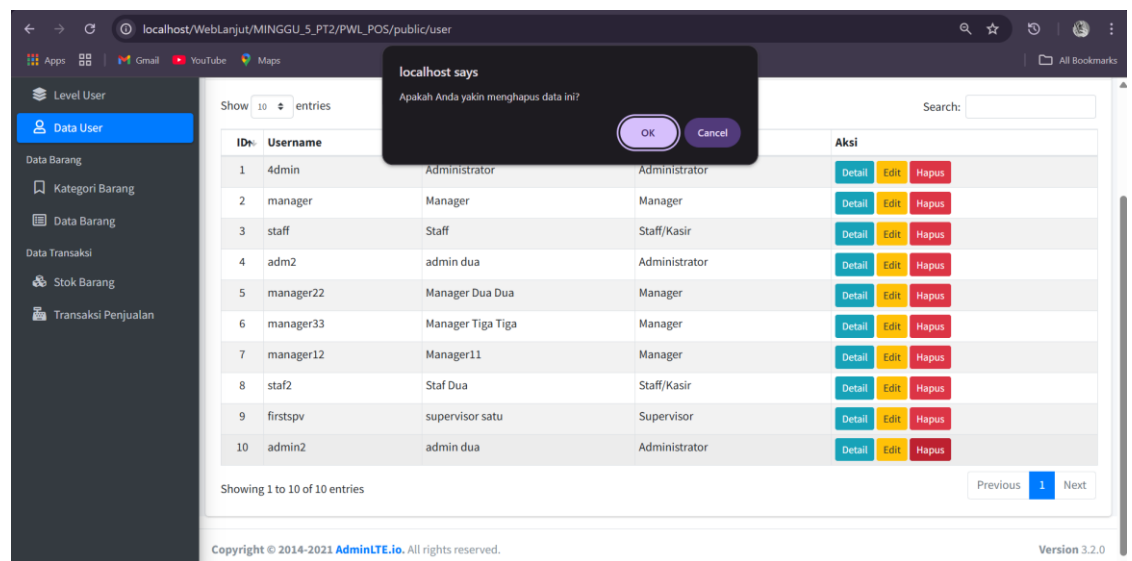 localhost/WebLanjut/MINGGU_5_PT2/PWL_POS/public/user
Apps Gmail YouTube Maps All Bookmarks
localhost says
Apakah Anda yakin menghapus data ini?
OK Cancel
Level User
Data User
Data Barang
Kategori Barang
Data Barang
Data Transaksi
Stok Barang
Transaksi Penjualan
Show 10 entries Search:
ID Username Aksi
1 4dmin Administrator Administrator Detail Edit Hapus
2 manager Manager Manager Detail Edit Hapus
3 staff Staff Staff/Kasir Detail Edit Hapus
4 adm2 admin dua Administrator Detail Edit Hapus
5 manager22 Manager Dua Dua Manager Detail Edit Hapus
6 manager33 Manager Tiga Tiga Manager Detail Edit Hapus
7 manager12 Manager11 Manager Detail Edit Hapus
8 staf2 Staf Dua Staff/Kasir Detail Edit Hapus
9 firstspv supervisor satu Supervisor Detail Edit Hapus
10 admin2 admin dua Administrator Detail Edit Hapus
Showing 1 to 10 of 10 entries Previous 1 Next
Copyright © 2014-2021 AdminLTE.io. All rights reserved. Version 3.2.0